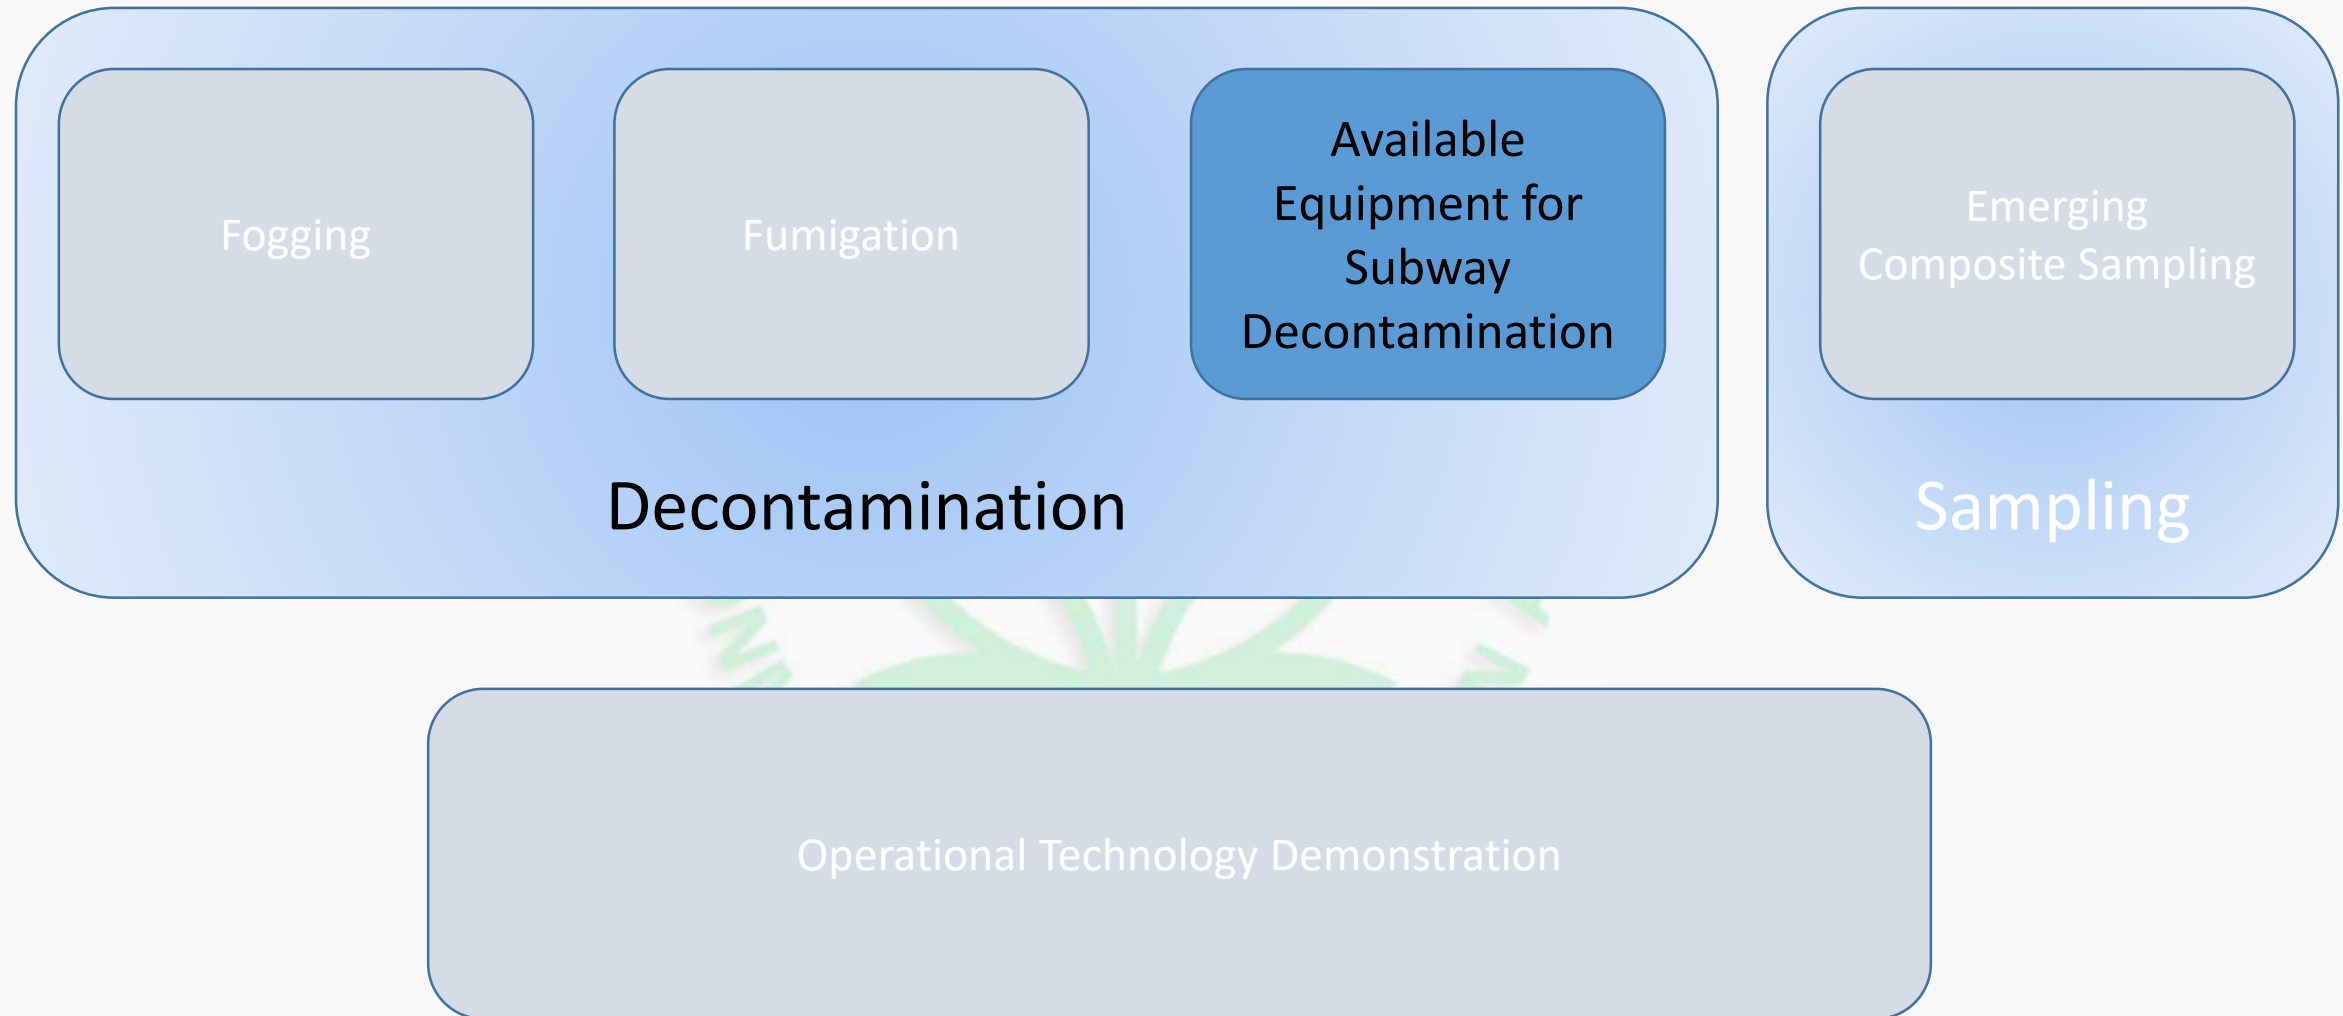 Fogging
Fumigation
Available
Equipment for
Subway
Decontamination
Emerging
Composite Sampling
Decontamination
Sampling
Operational Technology Demonstration